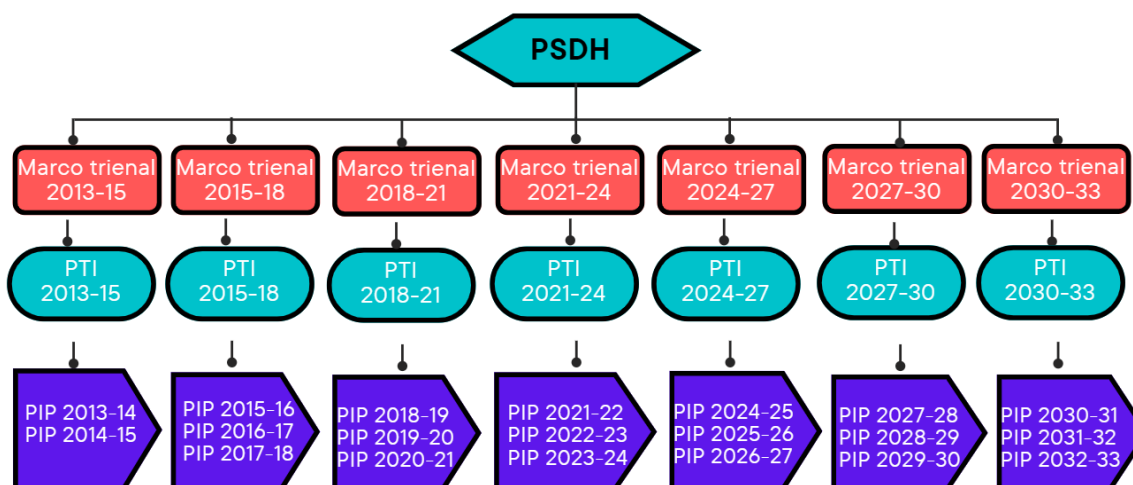 PSDH
Marco trienal
2013-15
Marco trienal
2015-18
Marco trienal
2018-21
Marco trienal
2021-24
Marco trienal
2024-27
Marco trienal
2027-30
Marco trienal
2030-33
PTI
2013-15
PTI
2015-18
PTI
2018-21
PTI
2021-24
PTI
2024-27
PTI
2027-30
PTI
2030-33
PIP 2013-14
PIP 2014-15
PIP 2015-16
PIP 2016-17
PIP 2017-18
PIP 2018-19
PIP 2019-20
PIP 2020-21
PIP 2021-22
PIP 2022-23
PIP 2023-24
PIP 2024-25
PIP 2025-26
PIP 2026-27
PIP 2027-28
PIP 2028-29
PIP 2029-30
PIP 2030-31
PIP 2031-32
PIP 2032-33